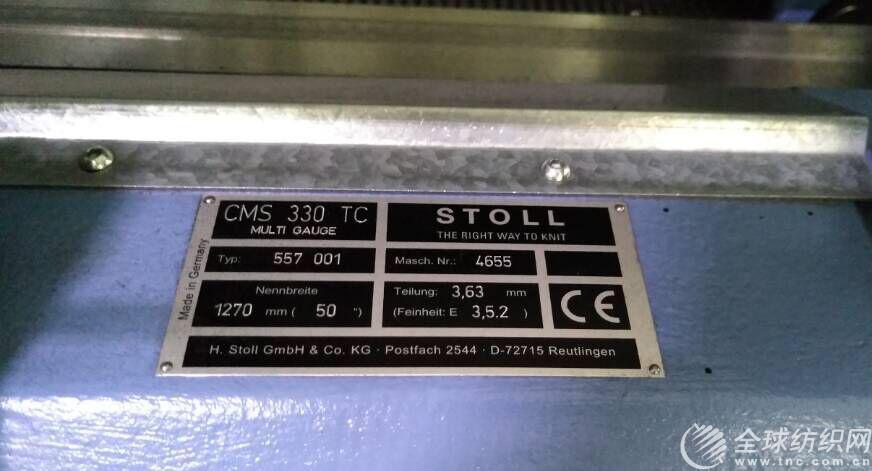 CMS 330 TC
MULTI GAUGE
STOLL
THE RIGHT WAY TO KNIT
Made in Germany
Typ: 557 001
Masch. Nr.: 4655
Nennbreite
1270 mm ( 50 ")
Teilung: 3,63 mm
(Feinheit: E 3,5.2 )
CE
H. Stoll GmbH & Co. KG · Postfach 2544 · D-72715 Reutlingen
全球纺织网
www.tnc.com.cn